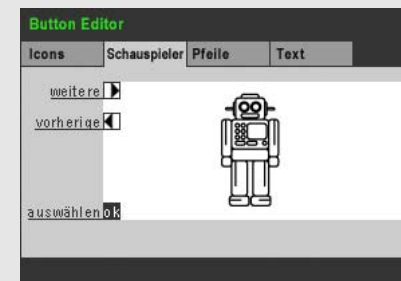 Button Editor
Icons Schauspieler Pfeile Text
weitere
vorherige
auswählen ok